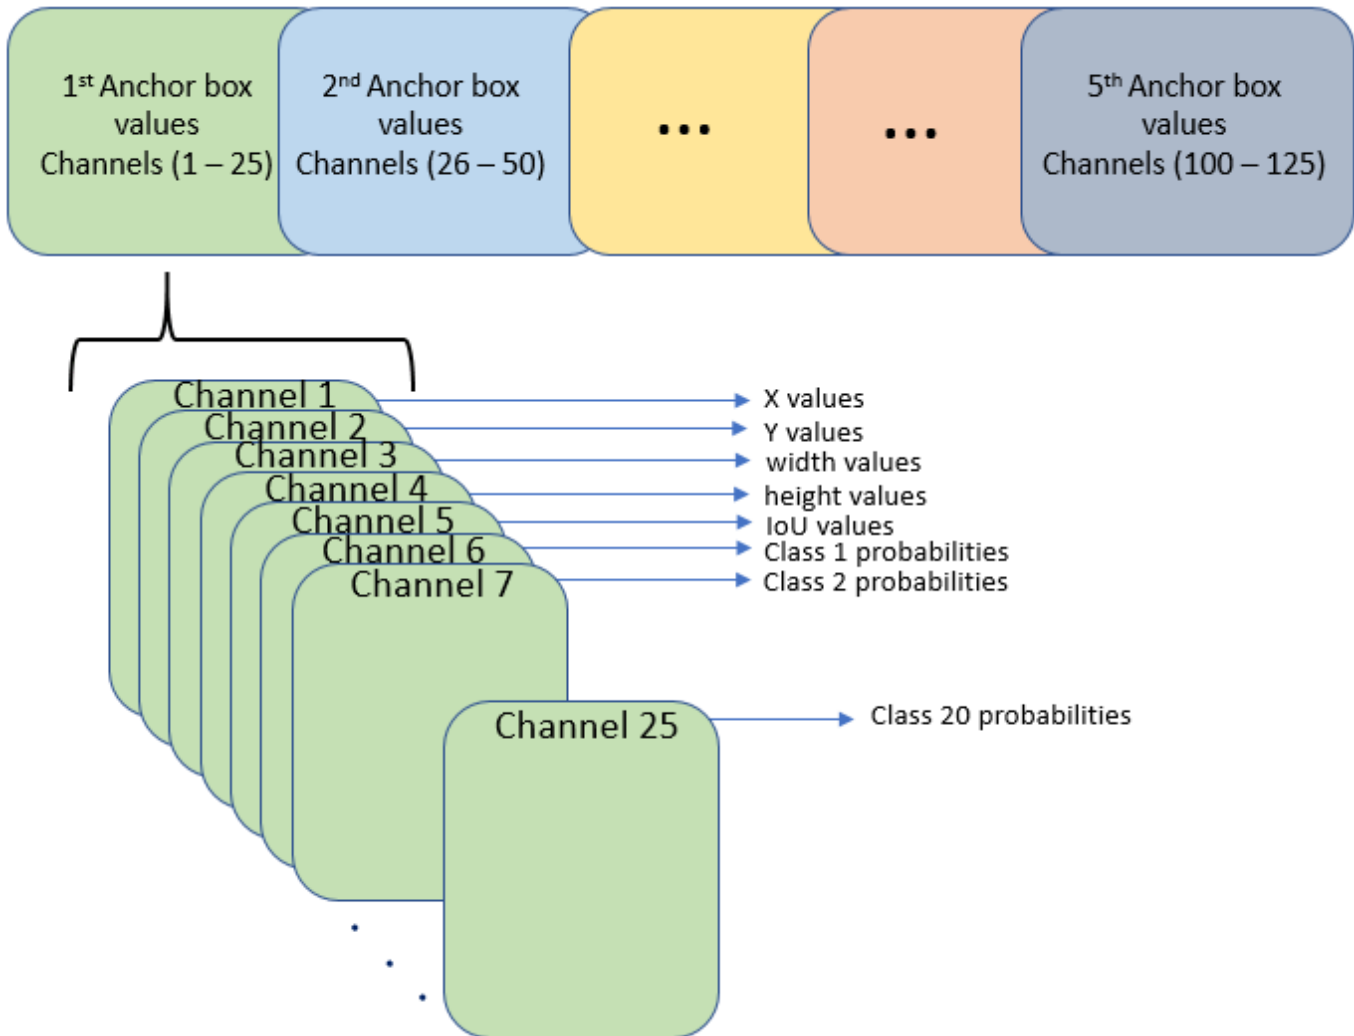 1st Anchor box
values
Channels (1 – 25)
2nd Anchor box
values
Channels (26 – 50)
...
...
5th Anchor box
values
Channels (100 – 125)
Channel 1
X values
Channel 2
Y values
Channel 3
width values
Channel 4
height values
Channel 5
IoU values
Channel 6
Class 1 probabilities
Channel 7
Class 2 probabilities
Channel 25
Class 20 probabilities